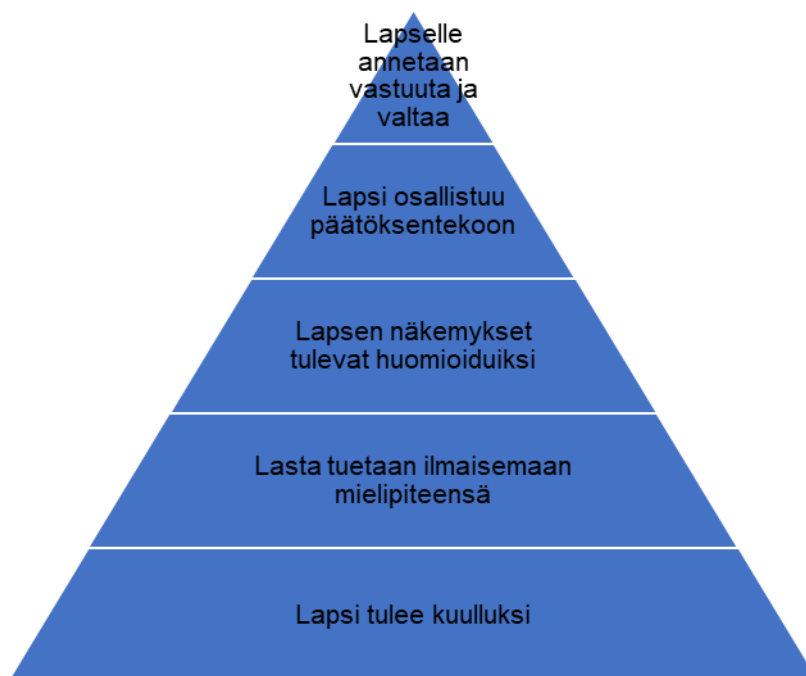 Lapselle
annetaan
vastuuta ja
valtaa
Lapsi osallistuu
päätöksentekoon
Lapsen näkemykset
tulevat huomioiduiksi
Lasta tuetaan ilmaisemaan
mielipiteensä
Lapsi tulee kuulluksi